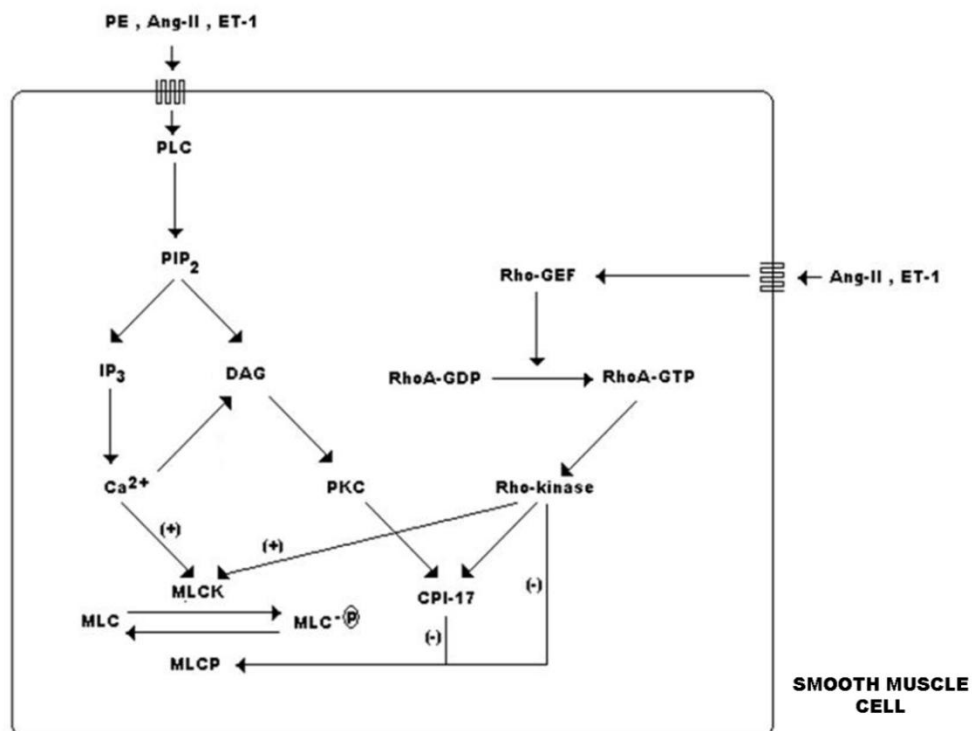 PE , Ang-II , ET-1
PLC
PIP2
Rho-GEF
Ang-II , ET-1
IP3
DAG
RhoA-GDP
RhoA-GTP
Ca2+
PKC
Rho-kinase
(+)
(+)
(-)
MLCK
CPI-17
MLC
MLC-P
(-)
MLCP
SMOOTH MUSCLE
CELL